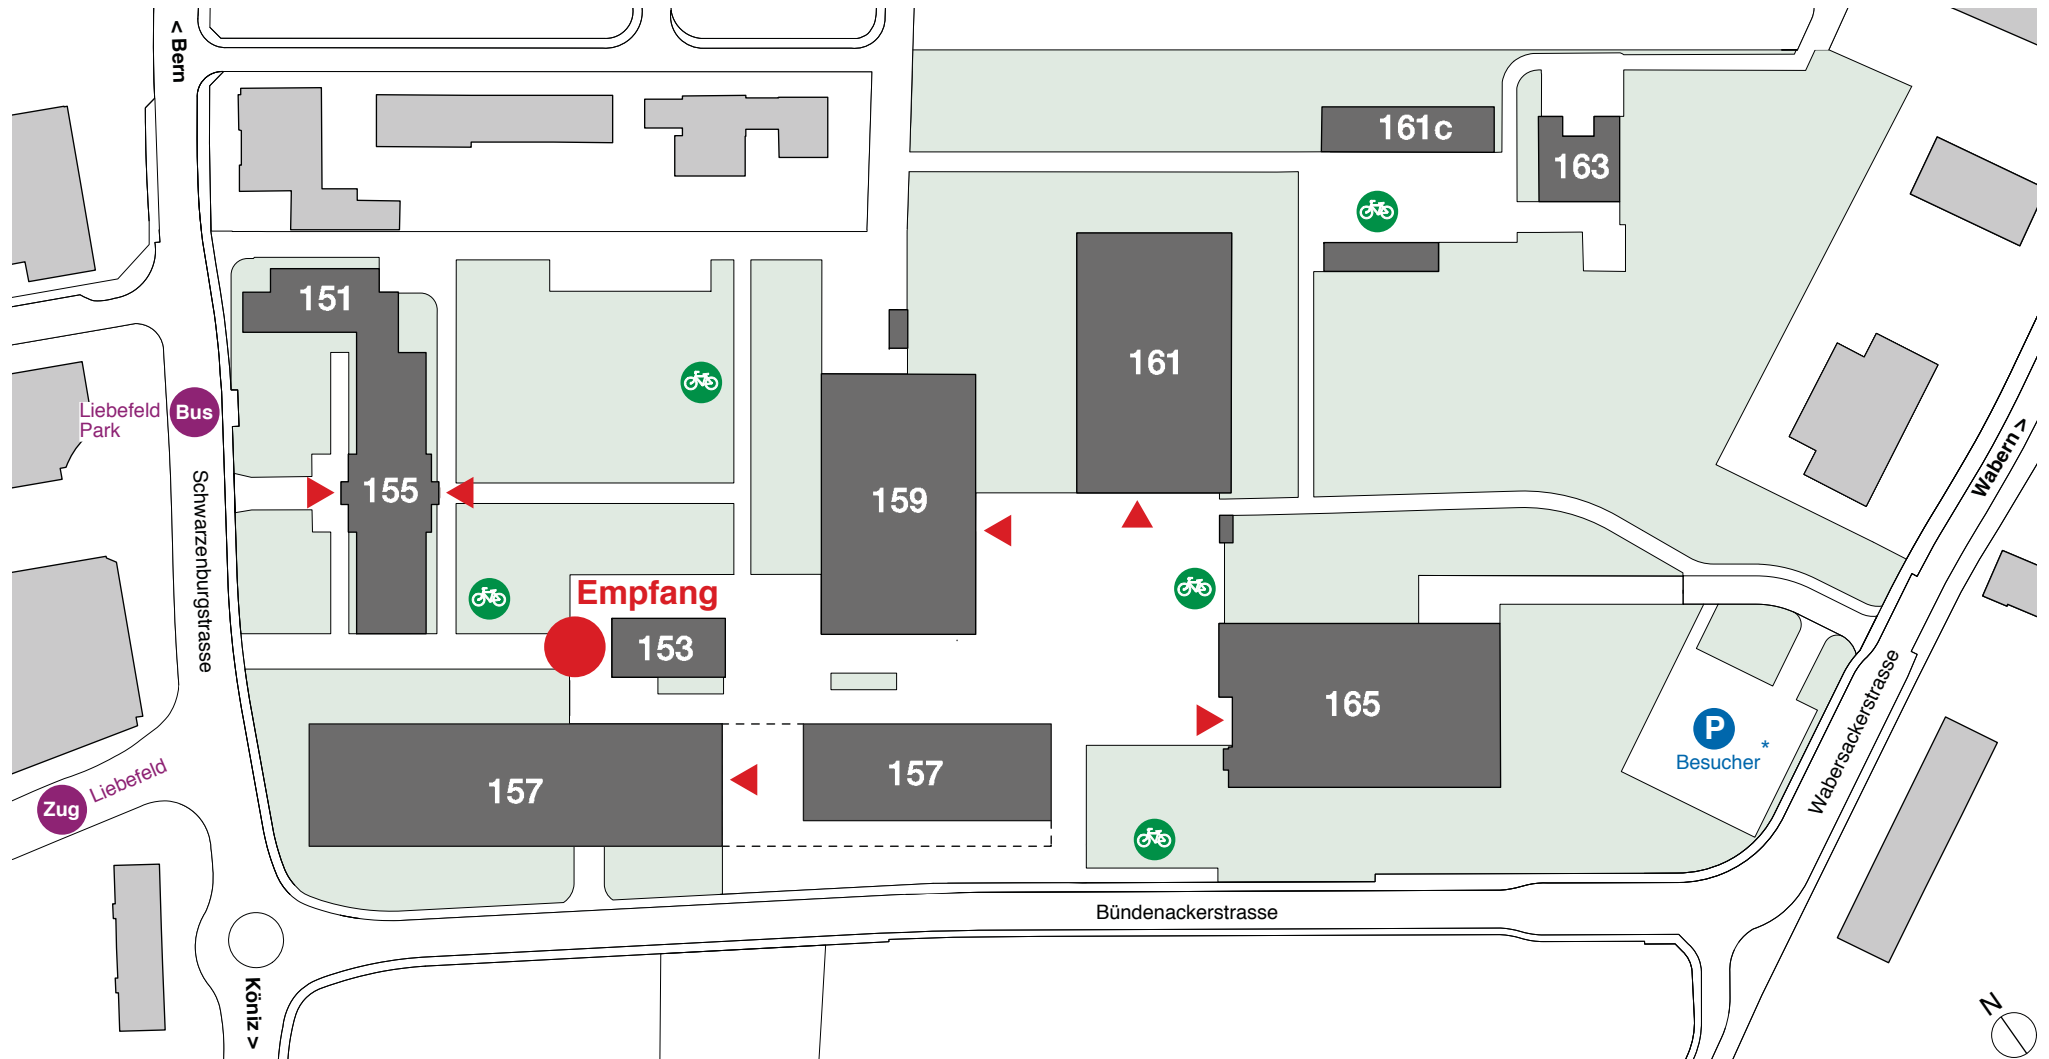 < Bern
161c
163
151
161
Liebefeld
Park
Bus
Wabern >
155
159
Schwarzenburgstrasse
Empfang
153
165
P
Besucher *
Wabersackerstrasse
157
157
Liebefeld
Zug
Bündenackerstrasse
Köniz >
N